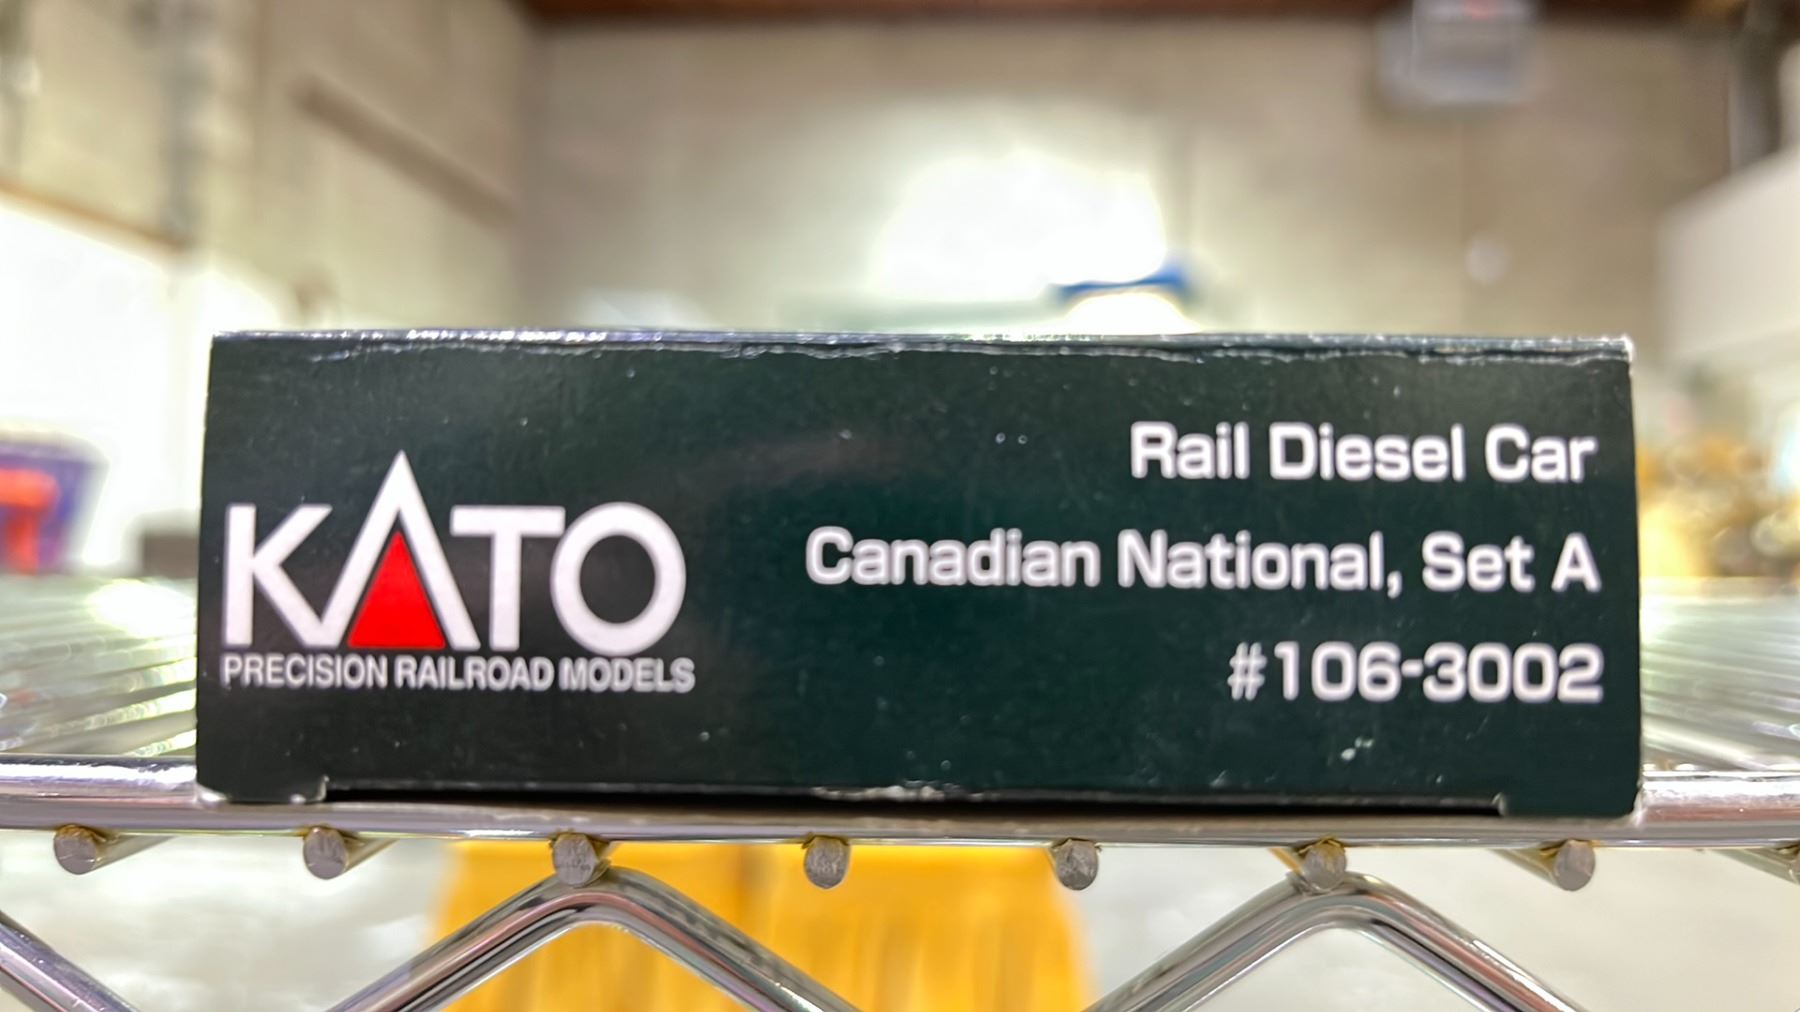 KATO
PRECISION RAILROAD MODELS
Rail Diesel Car
Canadian National, Set A
#106-3002